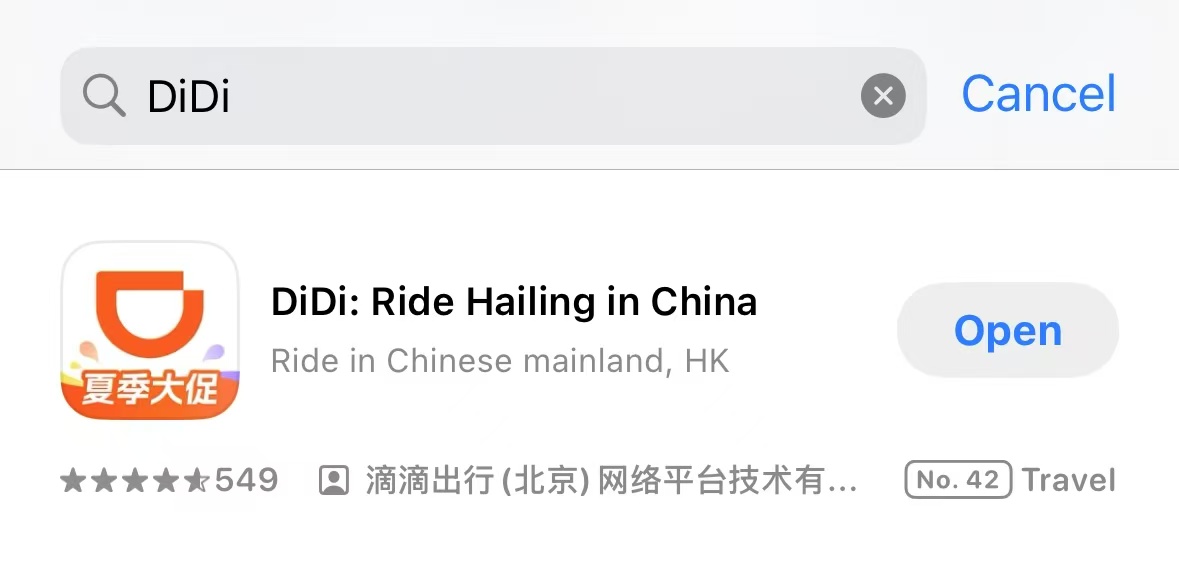 DiDi
Cancel
DiDi: Ride Hailing in China
Ride in Chinese mainland, HK
Open
夏季大促
549
滴滴出行(北京)网络平台技术有...
No. 42
Travel